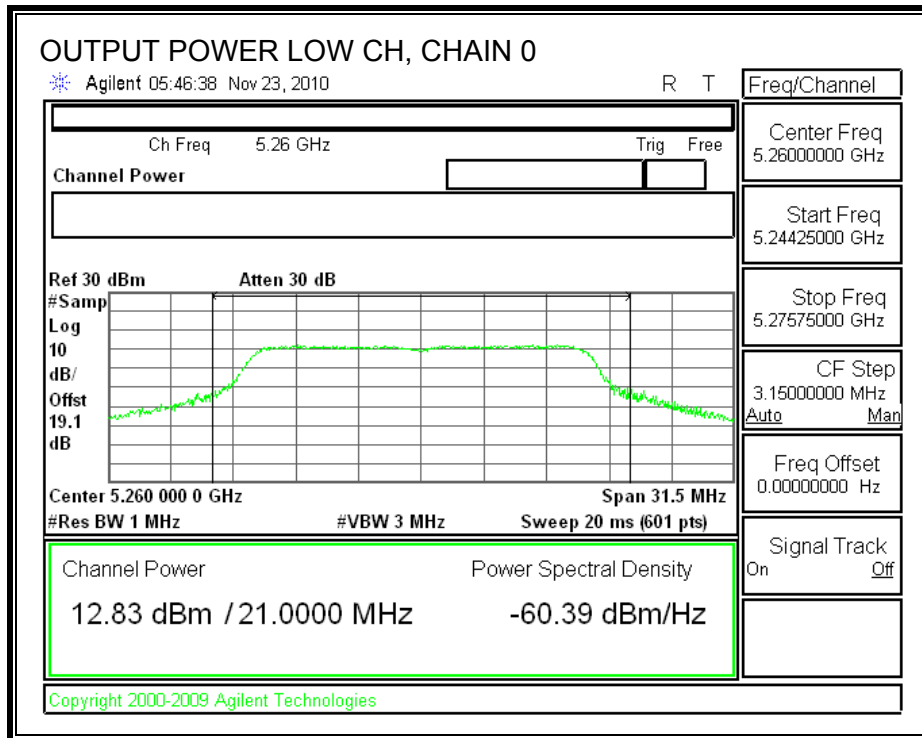 OUTPUT POWER LOW CH, CHAIN 0
Agilent 05:46:38 Nov 23, 2010 R T
Ch Freq 5.26 GHz Trig Free
Channel Power
Ref 30 dBm Atten 30 dB
#Samp
Log
10
dB/
Offst
19.1
dB
Center 5.260 000 0 GHz Span 31.5 MHz
#Res BW 1 MHz #VBW 3 MHz Sweep 20 ms (601 pts)
Channel Power Power Spectral Density
12.83 dBm / 21.0000 MHz -60.39 dBm/Hz
Copyright 2000-2009 Agilent Technologies
Freq/Channel
Center Freq
5.26000000 GHz
Start Freq
5.24425000 GHz
Stop Freq
5.27575000 GHz
CF Step
3.15000000 MHz
Auto Man
Freq Offset
0.00000000 Hz
Signal Track
On Off